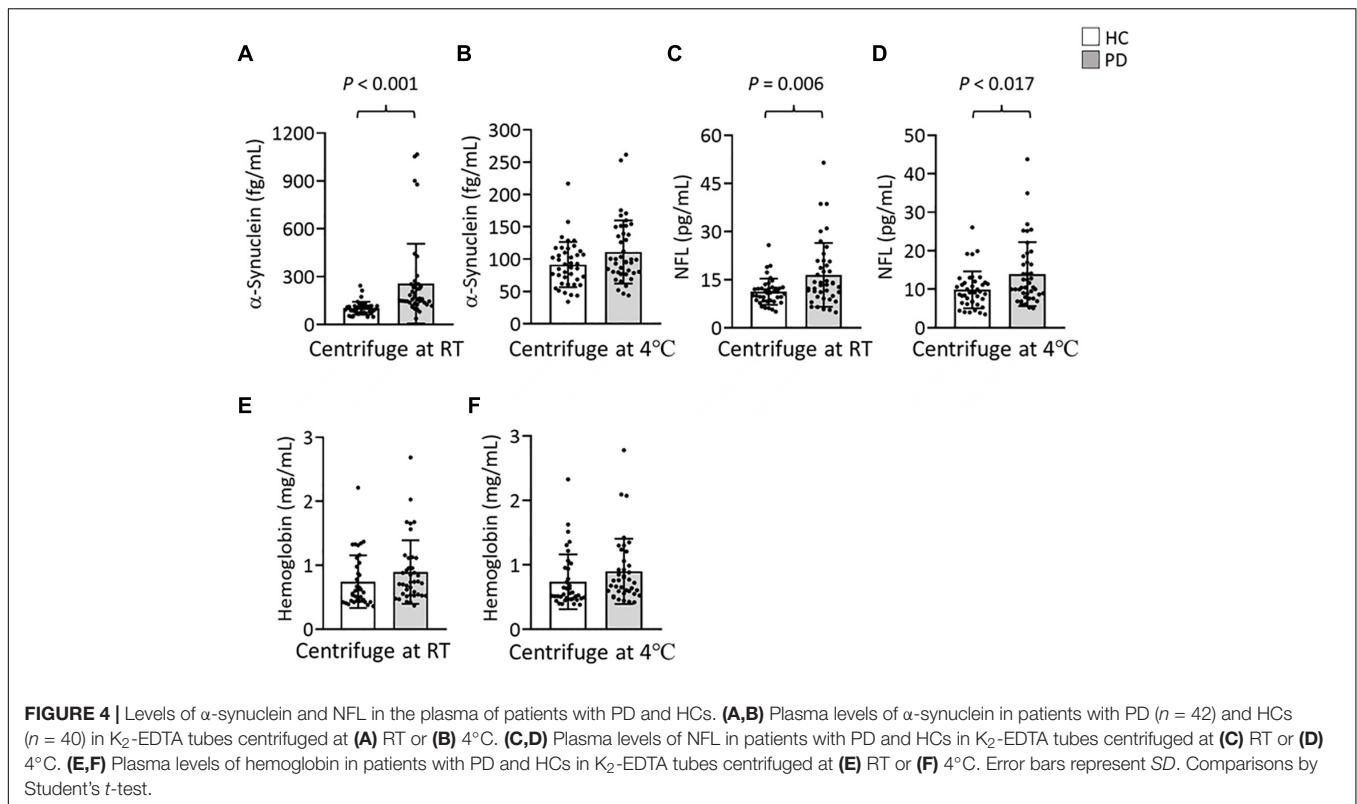 HC
PD
A
B
C
D
P < 0.001
P = 0.006
P < 0.017
α-Synuclein (fg/mL)
1200
900
600
300
0
Centrifuge at RT
α-Synuclein (fg/mL)
300
250
200
150
100
50
0
Centrifuge at 4°C
NFL (pg/mL)
60
45
30
15
0
Centrifuge at RT
NFL (pg/mL)
50
40
30
20
10
0
Centrifuge at 4°C
E
F
Hemoglobin (mg/mL)
3
2
1
0
Centrifuge at RT
Hemoglobin (mg/mL)
3
2
1
0
Centrifuge at 4°C
FIGURE 4 | Levels of α-synuclein and NFL in the plasma of patients with PD and HCs. (A,B) Plasma levels of α-synuclein in patients with PD (n = 42) and HCs
(n = 40) in K₂-EDTA tubes centrifuged at (A) RT or (B) 4°C. (C,D) Plasma levels of NFL in patients with PD and HCs in K₂-EDTA tubes centrifuged at (C) RT or (D)
4°C. (E,F) Plasma levels of hemoglobin in patients with PD and HCs in K₂-EDTA tubes centrifuged at (E) RT or (F) 4°C. Error bars represent SD. Comparisons by
Student's t-test.